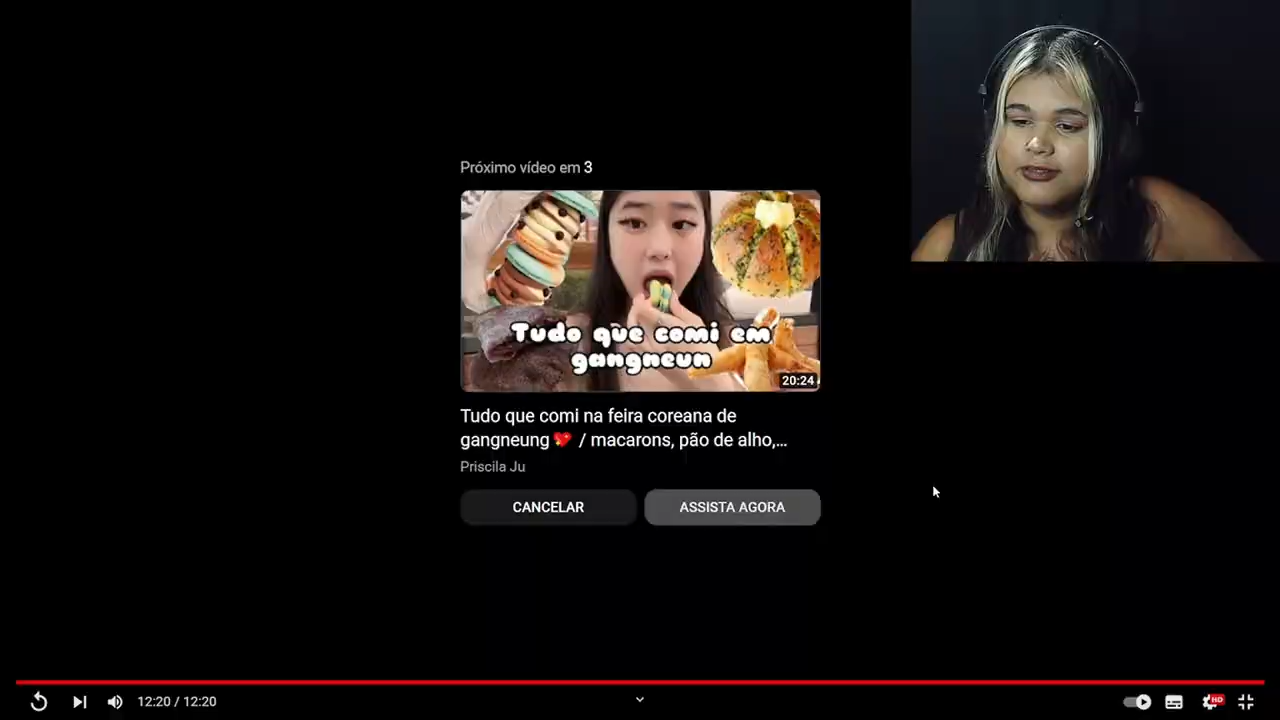 Próximo vídeo em 3
Tudo que comi em
gangneun
20:24
Tudo que comi na feira coreana de
gangneung 💖 / macarons, pão de alho,...
Priscila Ju
CANCELAR
ASSISTA AGORA
12:20 / 12:20
HD